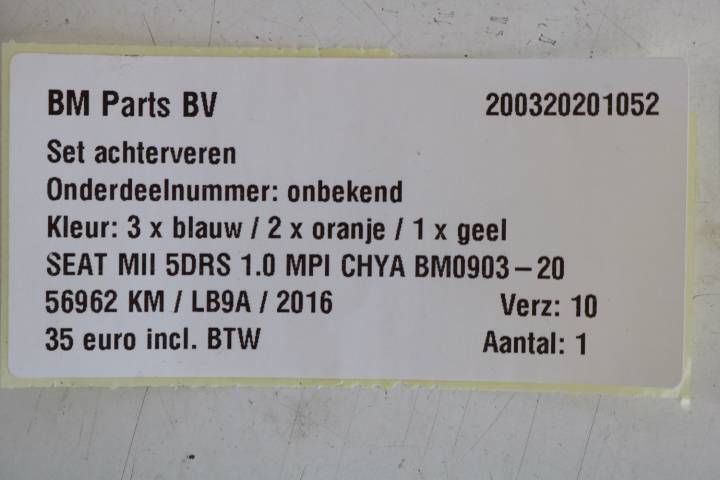 BM Parts BV 200320201052
Set achterveren
Onderdeelnummer: onbekend
Kleur: 3 x blauw / 2 x oranje / 1 x geel
SEAT MII 5DRS 1.0 MPI CHYA BM0903-20
56962 KM / LB9A / 2016 Verz: 10
35 euro incl. BTW Aantal: 1